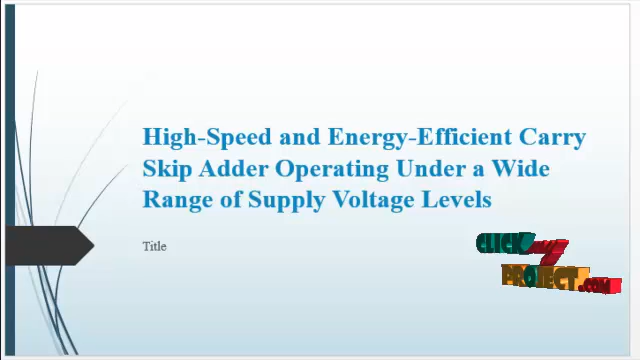 High-Speed and Energy-Efficient Carry
Skip Adder Operating Under a Wide
Range of Supply Voltage Levels
Title
CLICK MY
PROJECT.COM